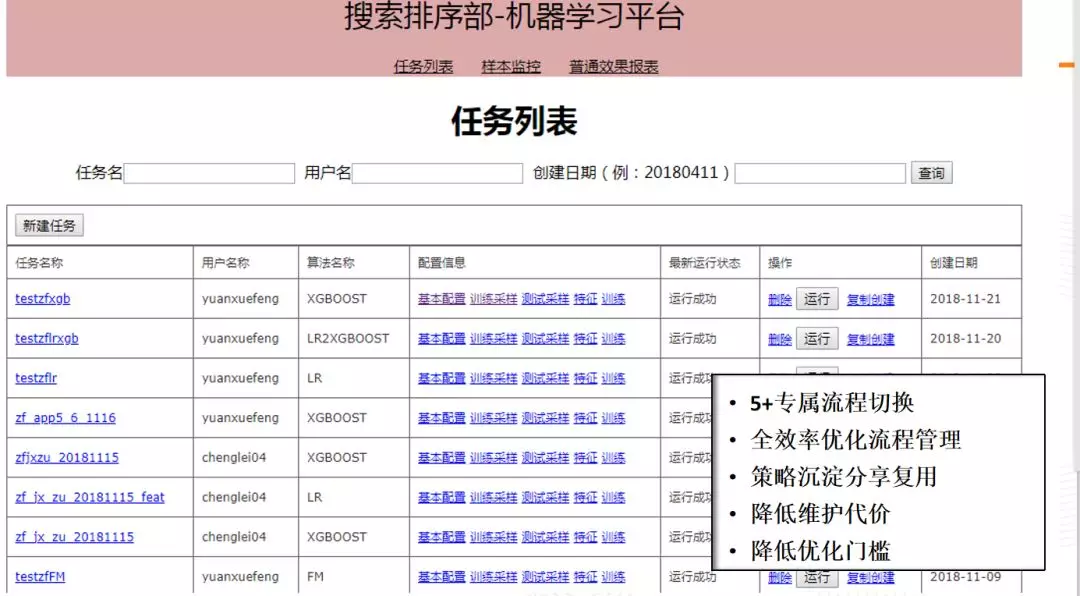 搜索排序部-机器学习平台
任务列表 样本监控 普通效果报表
任务列表
任务名 用户名 创建日期（例：20180411） 查询
新建任务
任务名称 用户名称 算法名称 配置信息 最新运行状态 操作 创建日期
testzfxgb yuanxuefeng XGBOOST 基本配置 训练采样 测试采样 特征 训练 运行成功 删除 运行 复制创建 2018-11-21
testzflrxgb yuanxuefeng LR2XGBOOST 基本配置 训练采样 测试采样 特征 训练 运行成功 删除 运行 复制创建 2018-11-20
testzflr yuanxuefeng LR 基本配置 训练采样 测试采样 特征 训练 运行成功
zf_app5_6_1116 yuanxuefeng XGBOOST 基本配置 训练采样 测试采样 特征 训练 运行成功
zfjxzu_20181115 chenglei04 XGBOOST 基本配置 训练采样 测试采样 特征 训练 运行成功
zf_jx_zu_20181115_feat chenglei04 LR 基本配置 训练采样 测试采样 特征 训练 运行成功
zf_jx_zu_20181115 chenglei04 XGBOOST 基本配置 训练采样 测试采样 特征 训练 运行成功
testzfFM yuanxuefeng FM 基本配置 训练采样 测试采样 特征 训练 运行成功 删除 运行 复制创建 2018-11-09
• 5+专属流程切换
• 全效率优化流程管理
• 策略沉淀分享复用
• 降低维护代价
• 降低优化门槛